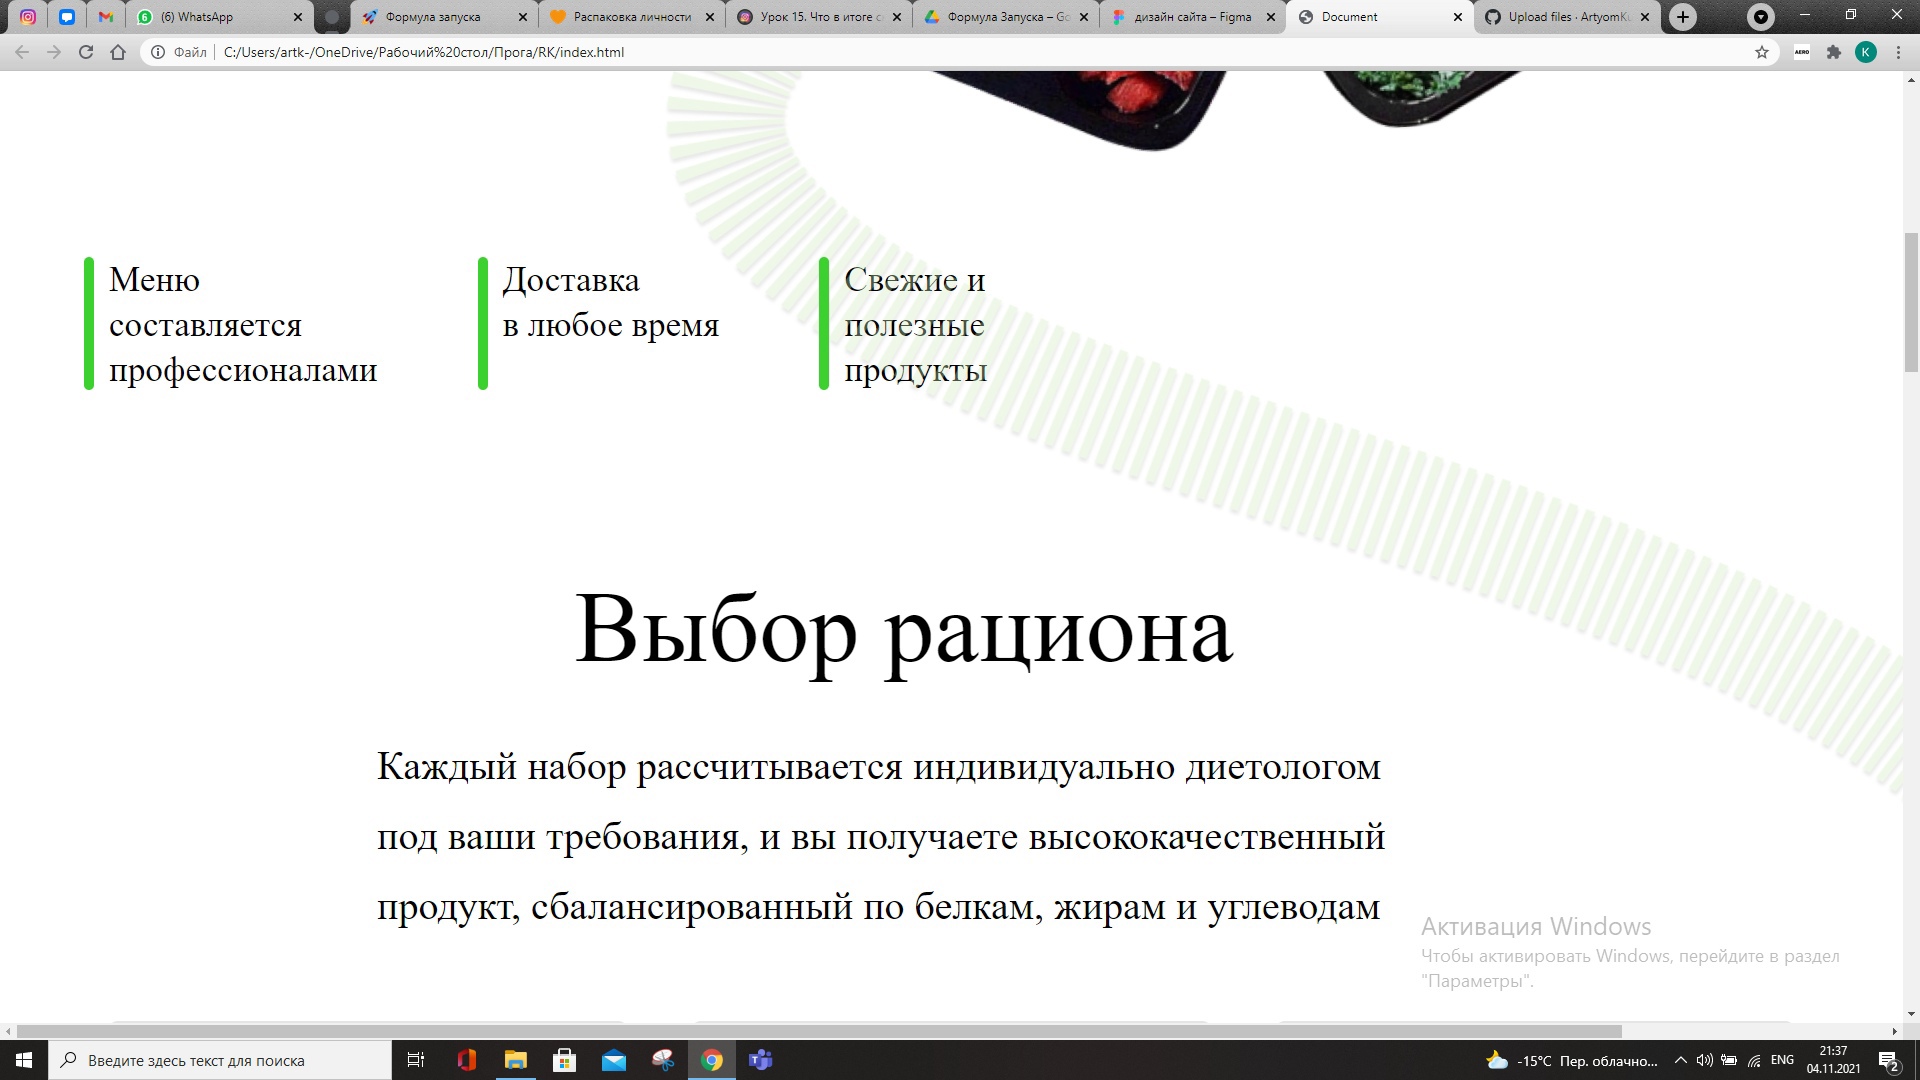 (6) WhatsApp
Формула запуска
Распаковка личности
Урок 15. Что в итоге
Формула Запуска – Go
дизайн сайта – Figma
Document
Upload files · ArtyomKu
Файл
C:/Users/artk-/OneDrive/Рабочий%20стол/Прога/RK/index.html
AERO
K
Меню
составляется
профессионалами
Доставка
в любое время
Свежие и
полезные
продукты
Выбор рациона
Каждый набор рассчитывается индивидуально диетологом
под ваши требования, и вы получаете высококачественный
продукт, сбалансированный по белкам, жирам и углеводам
Активация Windows
Чтобы активировать Windows, перейдите в раздел
"Параметры".
Введите здесь текст для поиска
-15°C Пер. облачно...
ENG
21:37
04.11.2021
2